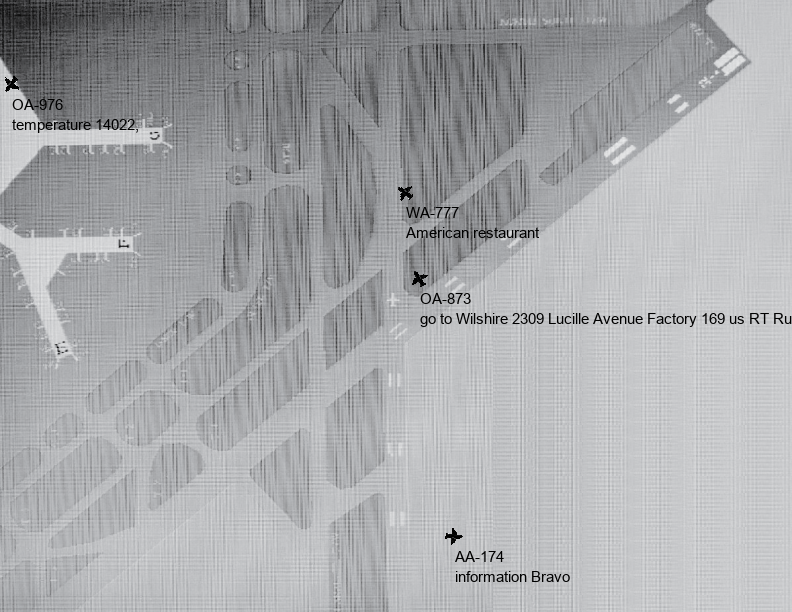 OA-976
temperature 14022,
WA-777
American restaurant
OA-873
go to Wilshire 2309 Lucille Avenue Factory 169 us RT Ru
AA-174
information Bravo